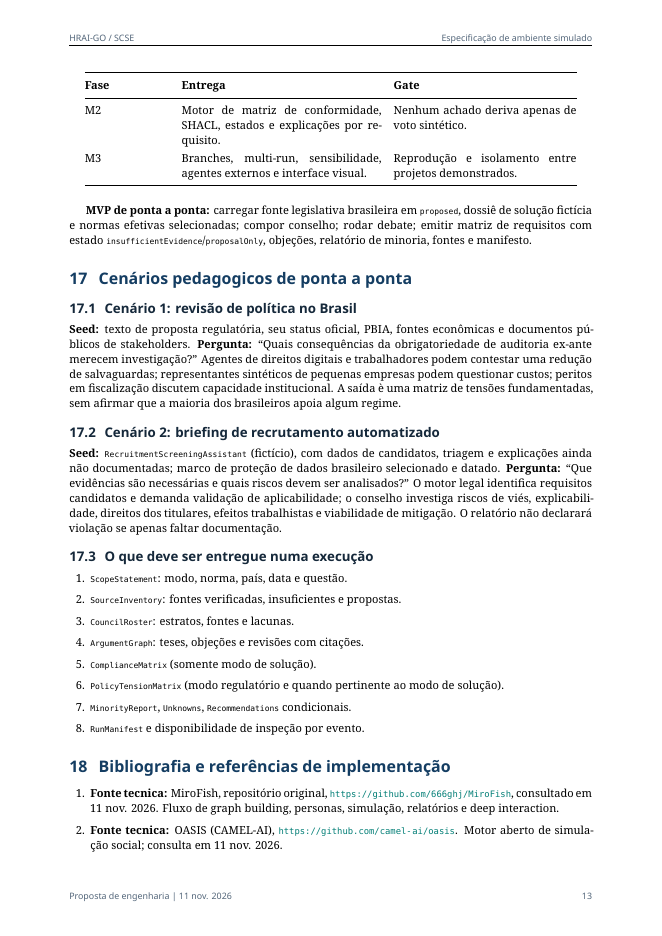 HRAI-GO / SCSE Especificação de ambiente simulado
Fase Entrega Gate
M2 Motor de matriz de conformidade, Nenhum achado deriva apenas de
SHACL, estados e explicações por re- voto sintético.
quisito.
M3 Branches, multi-run, sensibilidade, Reprodução e isolamento entre
agentes externos e interface visual. projetos demonstrados.
MVP de ponta a ponta: carregar fonte legislativa brasileira em proposed, dossiê de solução fictícia
e normas efetivas selecionadas; compor conselho; rodar debate; emitir matriz de requisitos com
estado insufficientEvidence/proposalOnly, objeções, relatório de minoria, fontes e manifesto.
17 Cenários pedagogicos de ponta a ponta
17.1 Cenário 1: revisão de política no Brasil
Seed: texto de proposta regulatória, seu status oficial, PBIA, fontes econômicas e documentos pú-
blicos de stakeholders. Pergunta: “Quais consequências da obrigatoriedade de auditoria ex-ante
merecem investigação?” Agentes de direitos digitais e trabalhadores podem contestar uma redução
de salvaguardas; representantes sintéticos de pequenas empresas podem questionar custos; peritos
em fiscalização discutem capacidade institucional. A saída è uma matriz de tensões fundamentadas,
sem afirmar que a maioria dos brasileiros apoia algum regime.
17.2 Cenário 2: briefing de recrutamento automatizado
Seed: RecruitmentScreeningAssistant (fictício), com dados de candidatos, triagem e explicações ainda
não documentadas; marco de proteção de dados brasileiro selecionado e datado. Pergunta: “Que
evidências são necessárias e quais riscos devem ser analisados?” O motor legal identifica requisitos
candidatos e demanda validação de aplicabilidade; o conselho investiga riscos de viés, explicabili-
dade, direitos dos titulares, efeitos trabalhistas e viabilidade de mitigação. O relatório não declarará
violação se apenas faltar documentação.
17.3 O que deve ser entregue numa execução
1. ScopeStatement: modo, norma, país, data e questão.
2. SourceInventory: fontes verificadas, insuficientes e propostas.
3. CouncilRoster: estratos, fontes e lacunas.
4. ArgumentGraph: teses, objeções e revisões com citações.
5. ComplianceMatrix (somente modo de solução).
6. PolicyTensionMatrix (modo regulatório e quando pertinente ao modo de solução).
7. MinorityReport, Unknowns, Recommendations condicionais.
8. RunManifest e disponibilidade de inspeção por evento.
18 Bibliografia e referências de implementação
1. Fonte tecnica: MiroFish, repositório original, https://github.com/666ghj/MiroFish, consultado em
11 nov. 2026. Fluxo de graph building, personas, simulação, relatórios e deep interaction.
2. Fonte tecnica: OASIS (CAMEL-AI), https://github.com/camel-ai/oasis. Motor aberto de simula-
ção social; consulta em 11 nov. 2026.
Proposta de engenharia | 11 nov. 2026 13